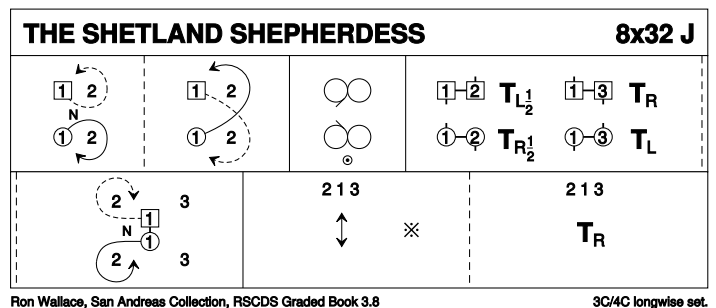 THE SHETLAND SHEPHERDESS 8x32 J
1 2 1 2 1 2 T L 1/2 1 3 T R
N
1 2 1 2 1 2 T R 1/2 1 3 T L
2 3 2 1 3 2 1 3
1
N 1 ※ T R
2 3
Ron Wallace, San Andreas Collection, RSCDS Graded Book 3.8 3C/4C longwise set.